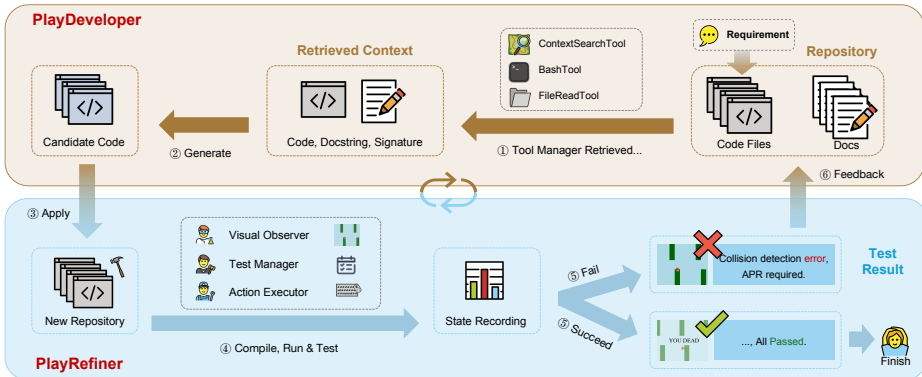 PlayDeveloper
Retrieved Context
ContextSearchTool
BashTool
FileReadTool
Requirement
Repository
</>
Candidate Code
② Generate
</>
Code, Docstring, Signature
① Tool Manager Retrieved...
</>
Code Files
Docs
⑥ Feedback
③ Apply
Visual Observer
Test Manager
Action Executor
</>
New Repository
④ Compile, Run & Test
State Recording
⑤ Fail
⑤ Succeed
Collision detection error,
APR required.
Test
Result
YOU DEAD
..., All Passed.
Finish
PlayRefiner